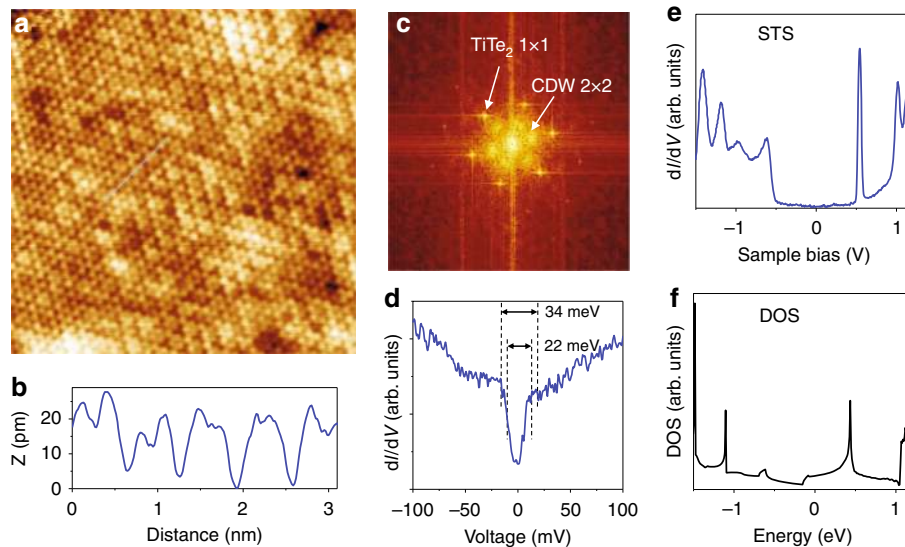 a
c
TiTe₂ 1×1
CDW 2×2
e
STS
dI/dV (arb. units)
−1 0 1
Sample bias (V)
b
Z (pm)
20
10
0
0 1 2 3
Distance (nm)
d
34 meV
22 meV
dI/dV (arb. units)
−100 −50 0 50 100
Voltage (mV)
f
DOS
DOS (arb. units)
−1 0 1
Energy (eV)